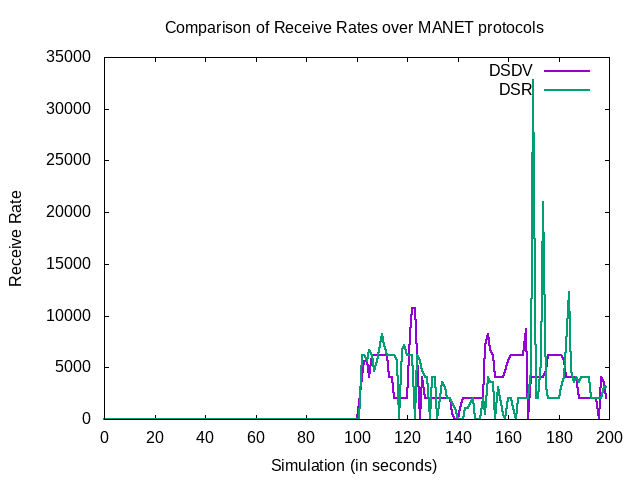 Comparison of Receive Rates over MANET protocols
35000
30000
25000
20000
15000
10000
5000
0
Receive Rate
DSDV
DSR
0 20 40 60 80 100 120 140 160 180 200
Simulation (in seconds)